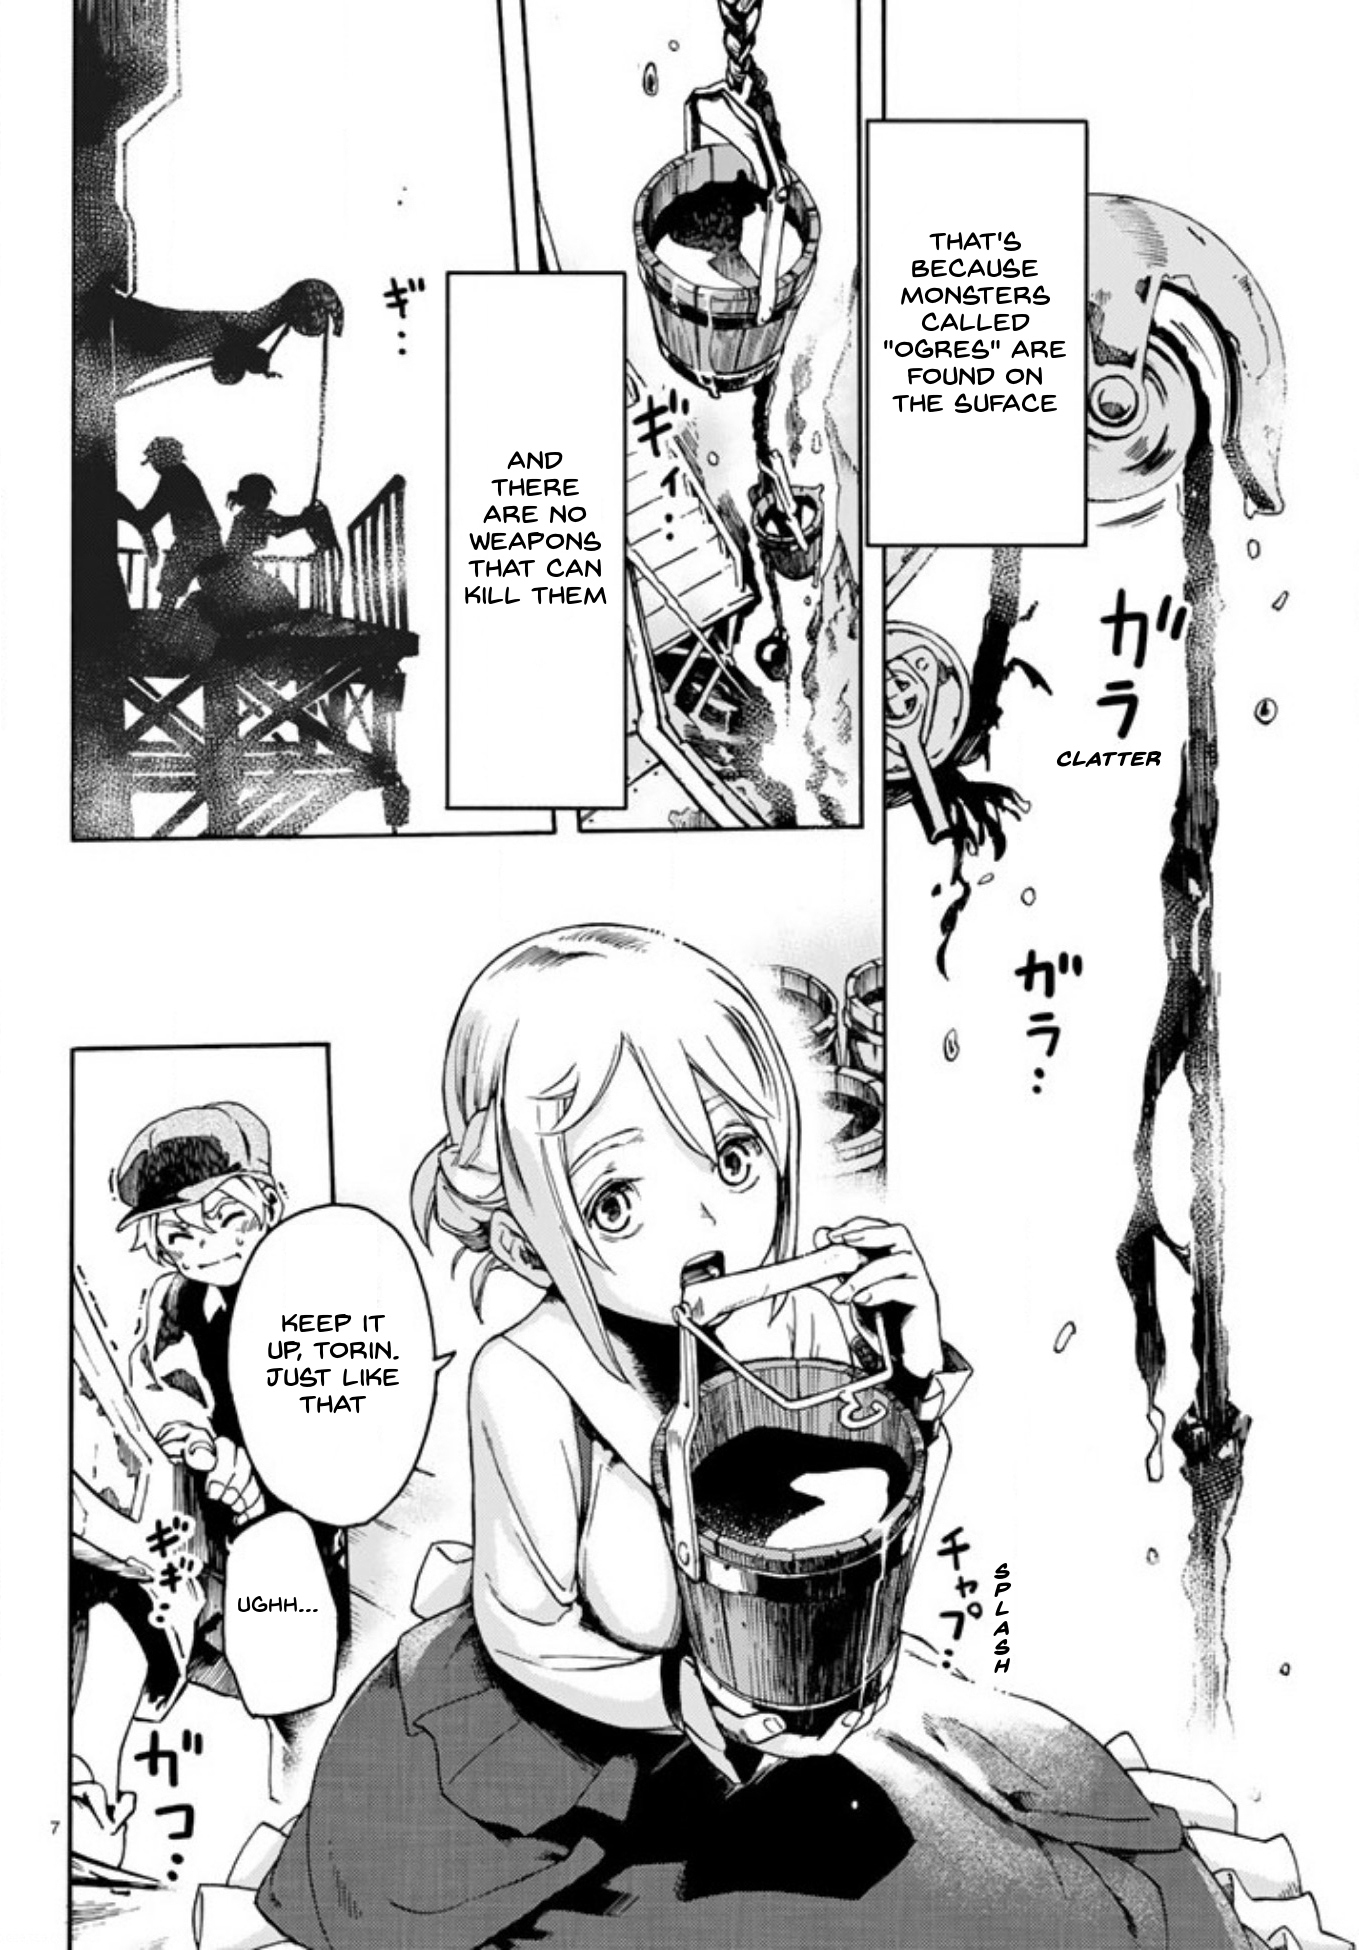 THAT'S
BECAUSE
MONSTERS
CALLED
"OGRES" ARE
FOUND ON
THE SUFACE
ガラ
CLATTER
ガラ…
ギィ…
AND
THERE
ARE NO
WEAPONS
THAT CAN
KILL THEM
ギ…
KEEP IT
UP, TORIN.
JUST LIKE
THAT
UGHH...
チャプ…
SPLASH
ギギギ…
ガコ…
7